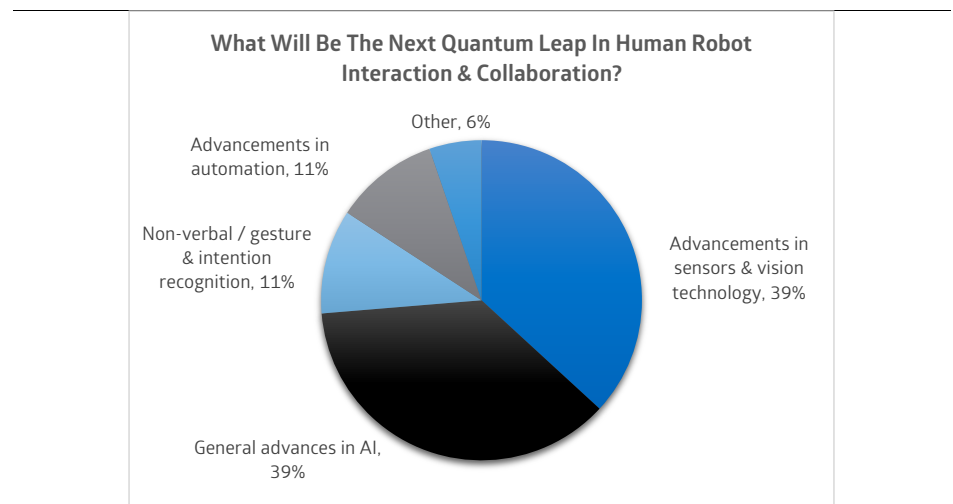 What Will Be The Next Quantum Leap In Human Robot
Interaction & Collaboration?
Other, 6%
Advancements in
automation, 11%
Non-verbal / gesture
& intention
recognition, 11%
Advancements in
sensors & vision
technology, 39%
General advances in AI,
39%